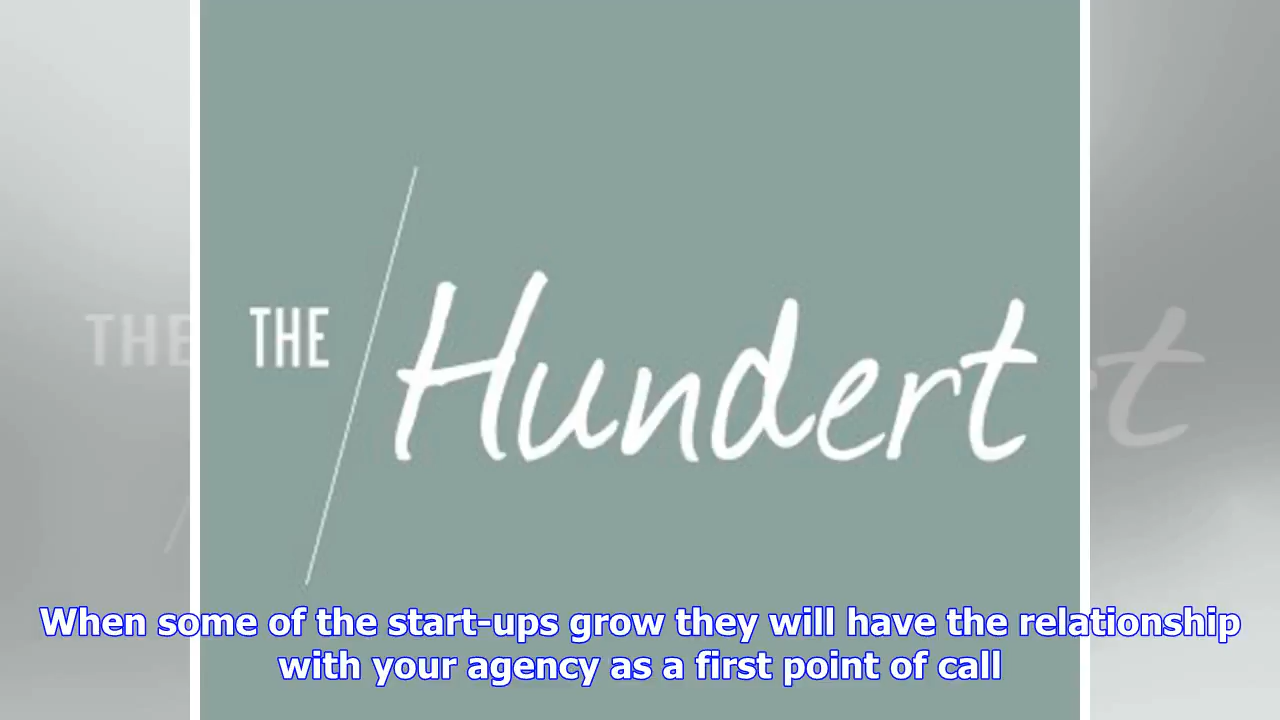 THE Hundert
When some of the start-ups grow they will have the relationship
with your agency as a first point of call